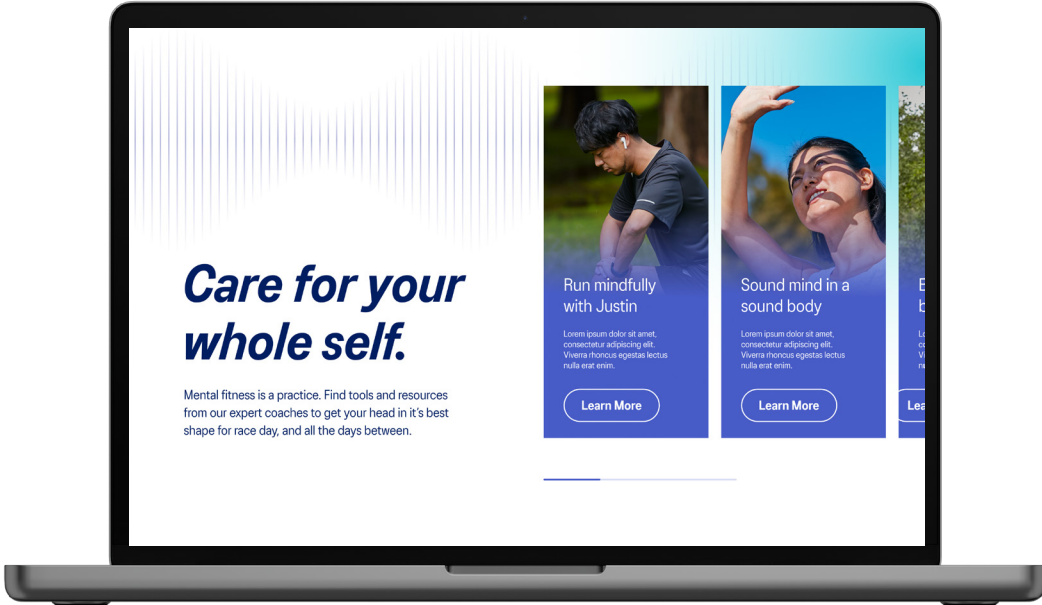 Care for your
whole self.
Mental fitness is a practice. Find tools and resources
from our expert coaches to get your head in it's best
shape for race day, and all the days between.
Run mindfully
with Justin
Lorem ipsum dolor sit amet,
consectetur adipiscing elit.
Viverra rhoncus egestas lectus
nulla erat enim.
Learn More
Sound mind in a
sound body
Lorem ipsum dolor sit amet,
consectetur adipiscing elit.
Viverra rhoncus egestas lectus
nulla erat enim.
Learn More